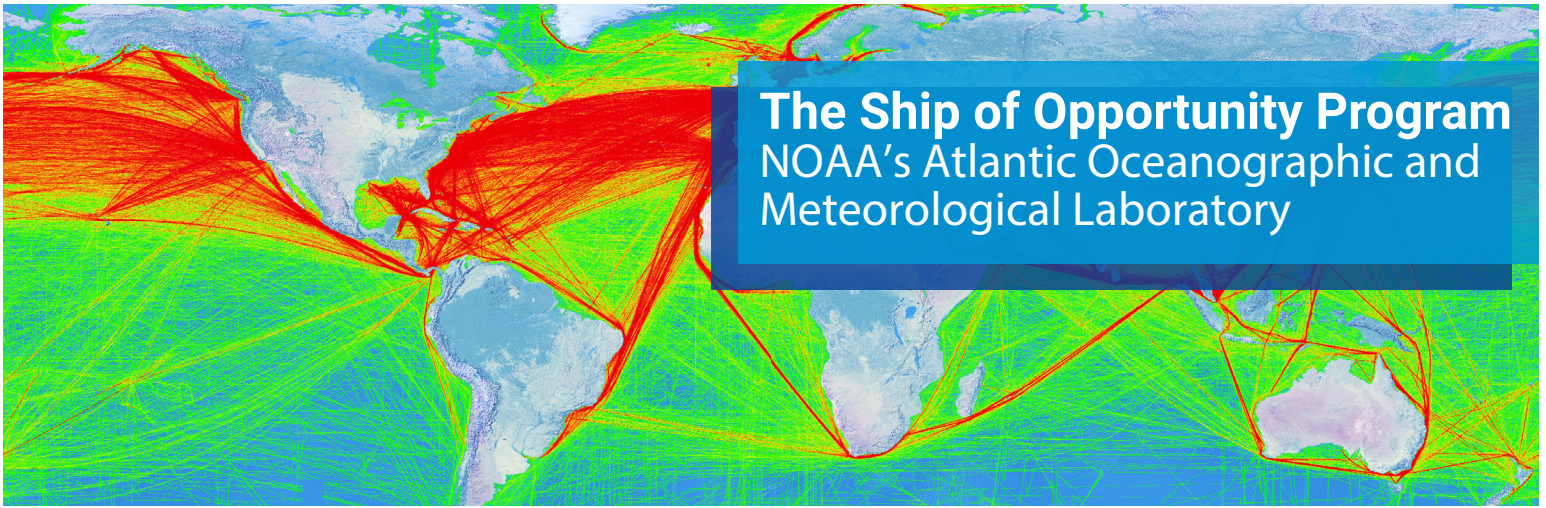 The Ship of Opportunity Program
NOAA's Atlantic Oceanographic and
Meteorological Laboratory